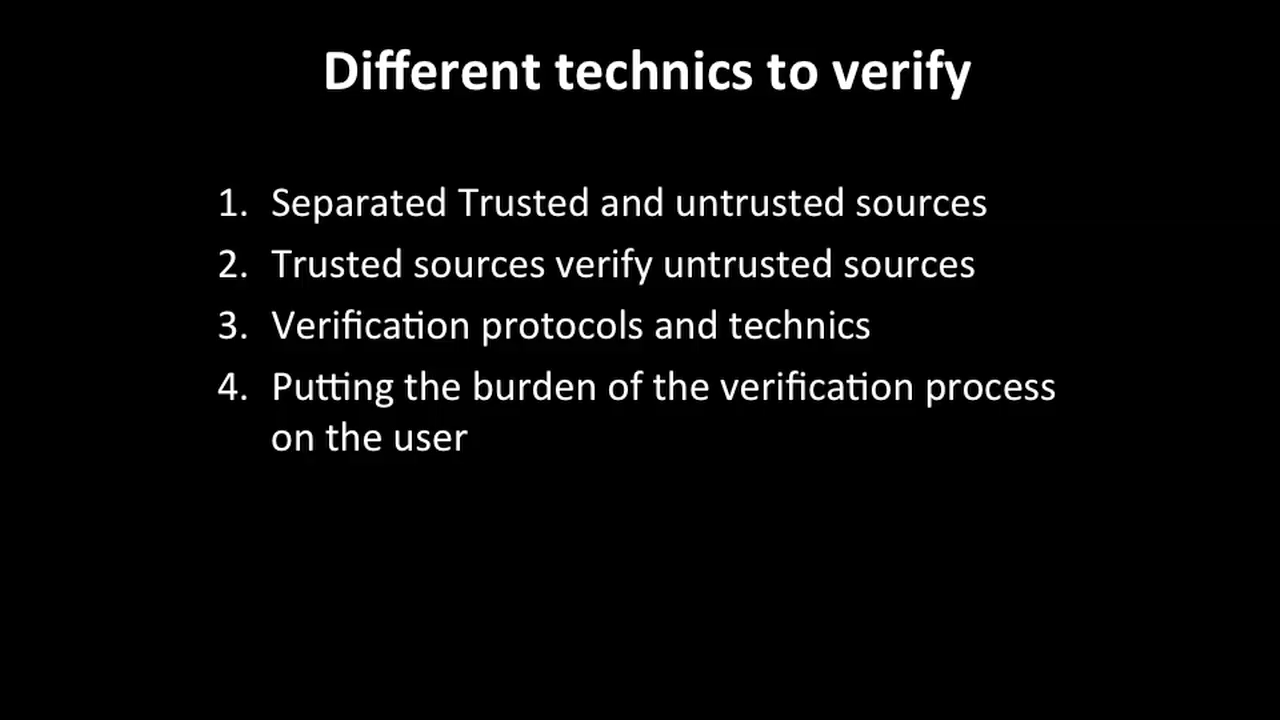 Different technics to verify
1. Separated Trusted and untrusted sources
2. Trusted sources verify untrusted sources
3. Verification protocols and technics
4. Putting the burden of the verification process
on the user